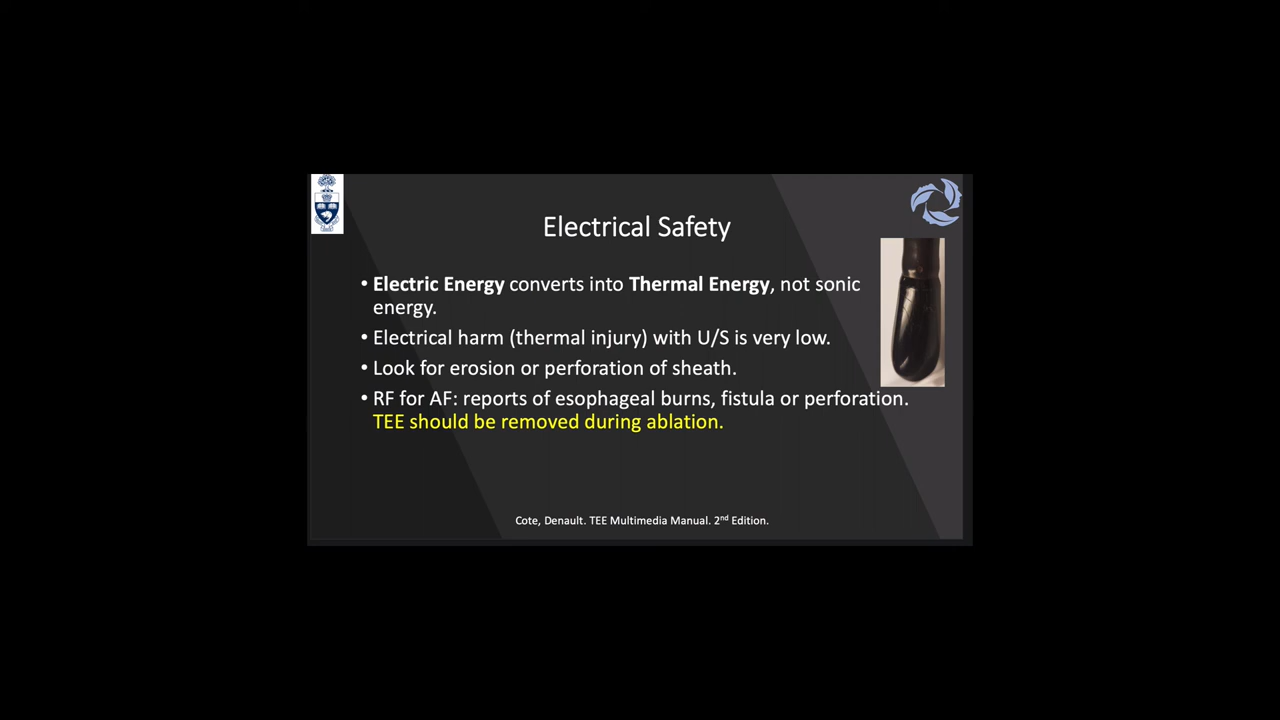 Electrical Safety
• Electric Energy converts into Thermal Energy, not sonic
energy.
• Electrical harm (thermal injury) with U/S is very low.
• Look for erosion or perforation of sheath.
• RF for AF: reports of esophageal burns, fistula or perforation.
TEE should be removed during ablation.
Cote, Denault. TEE Multimedia Manual. 2nd Edition.